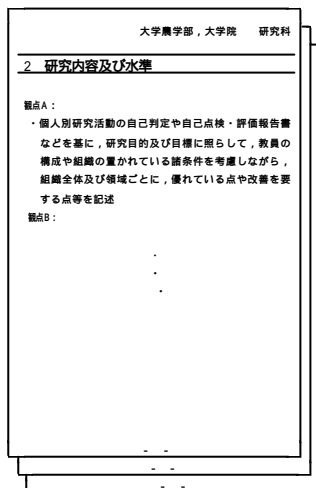 大学農学部,大学院　　研究科
2　研究内容及び水準
観点A：
・個人別研究活動の自己判定や自己点検・評価報告書
などを基に,研究目的及び目標に照らして,教員の
構成や組織の置かれている諸条件を考慮しながら,
組織全体及び領域ごとに,優れている点や改善を要
する点等を記述
観点B：
・
・
・
-　-
-　-
-　-